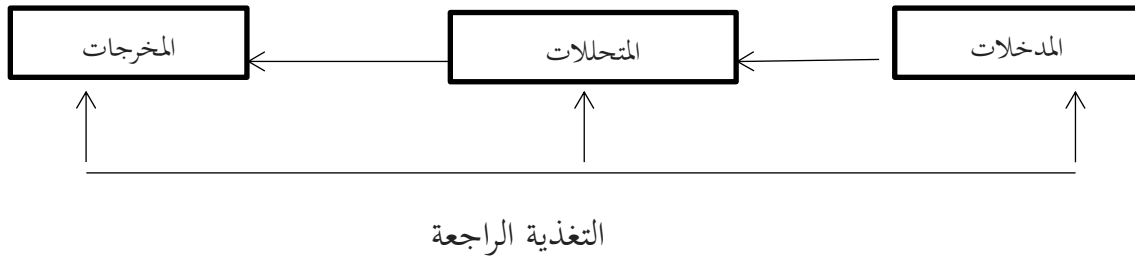 المدخلات
المتحللات
المخرجات
التغذية الراجعة